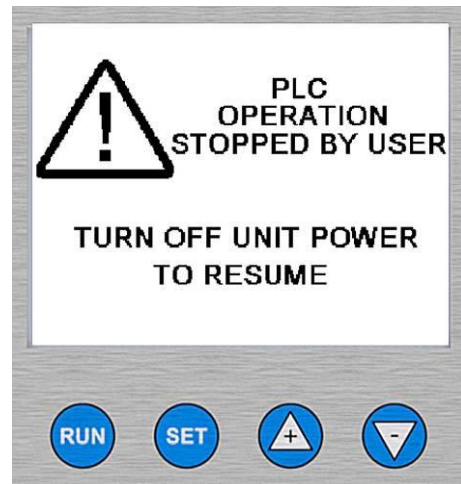 !
PLC
OPERATION
STOPPED BY USER
TURN OFF UNIT POWER
TO RESUME
RUN
SET
+
-